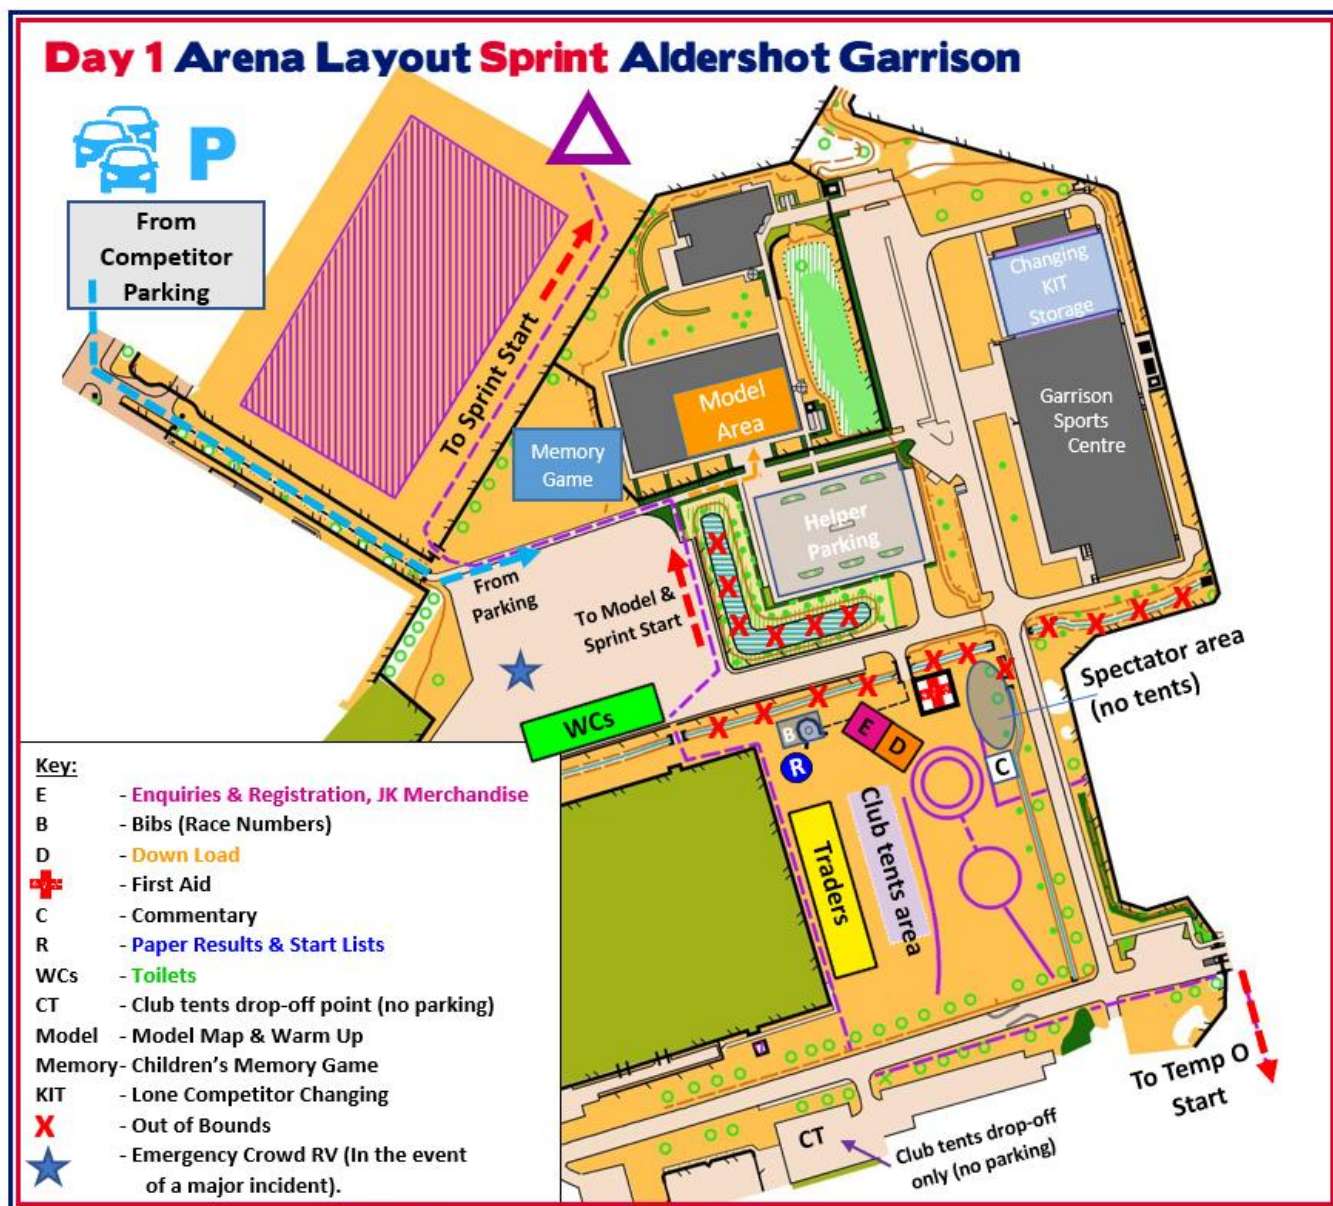 Day 1 Arena Layout Sprint Aldershot Garrison
P
From
Competitor
Parking
To Sprint Start
Changing
KIT
Storage
Model
Area
Garrison
Sports
Centre
Memory
Game
Helper
Parking
From
Parking
To Model &
Sprint Start
Spectator area
(no tents)
WCs
B
E
D
R
C
Club tents area
Traders
To Temp O
Start
CT
Club tents drop-off
only (no parking)
Key:
E - Enquiries & Registration, JK Merchandise
B - Bibs (Race Numbers)
D - Down Load
- First Aid
C - Commentary
R - Paper Results & Start Lists
WCs - Toilets
CT - Club tents drop-off point (no parking)
Model - Model Map & Warm Up
Memory - Children's Memory Game
KIT - Lone Competitor Changing
X - Out of Bounds
- Emergency Crowd RV (In the event
of a major incident).